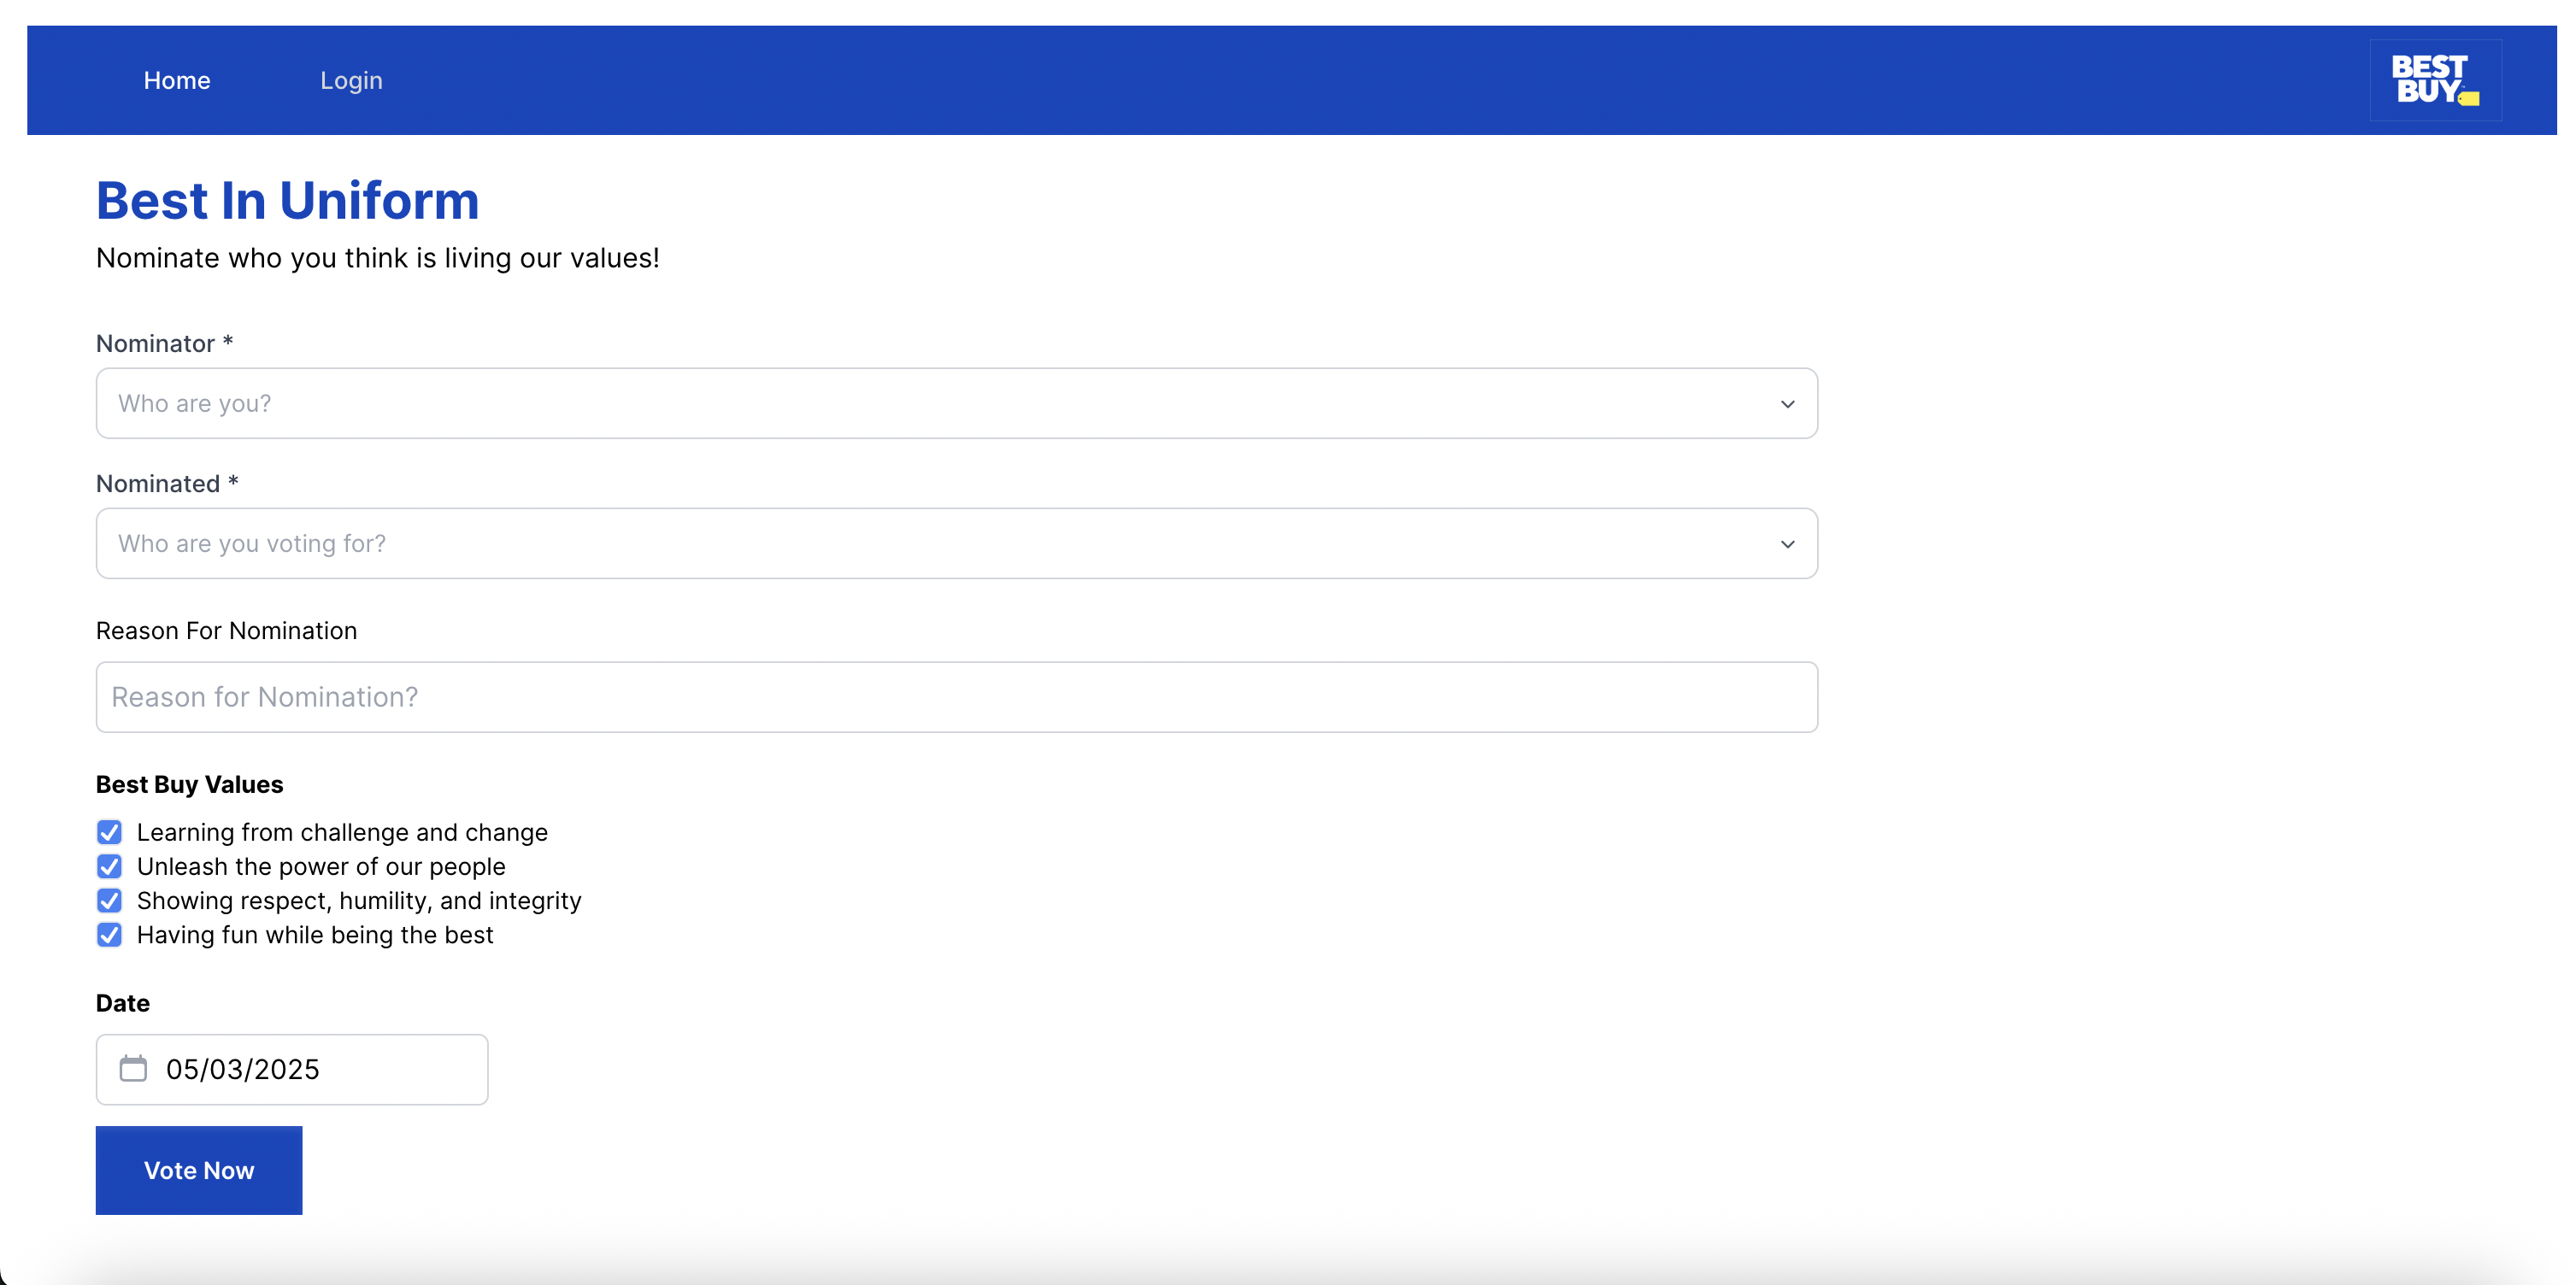 Home Login
BEST
BUY
Best In Uniform
Nominate who you think is living our values!
Nominator *
Who are you?
Nominated *
Who are you voting for?
Reason For Nomination
Reason for Nomination?
Best Buy Values
Learning from challenge and change
Unleash the power of our people
Showing respect, humility, and integrity
Having fun while being the best
Date
05/03/2025
Vote Now